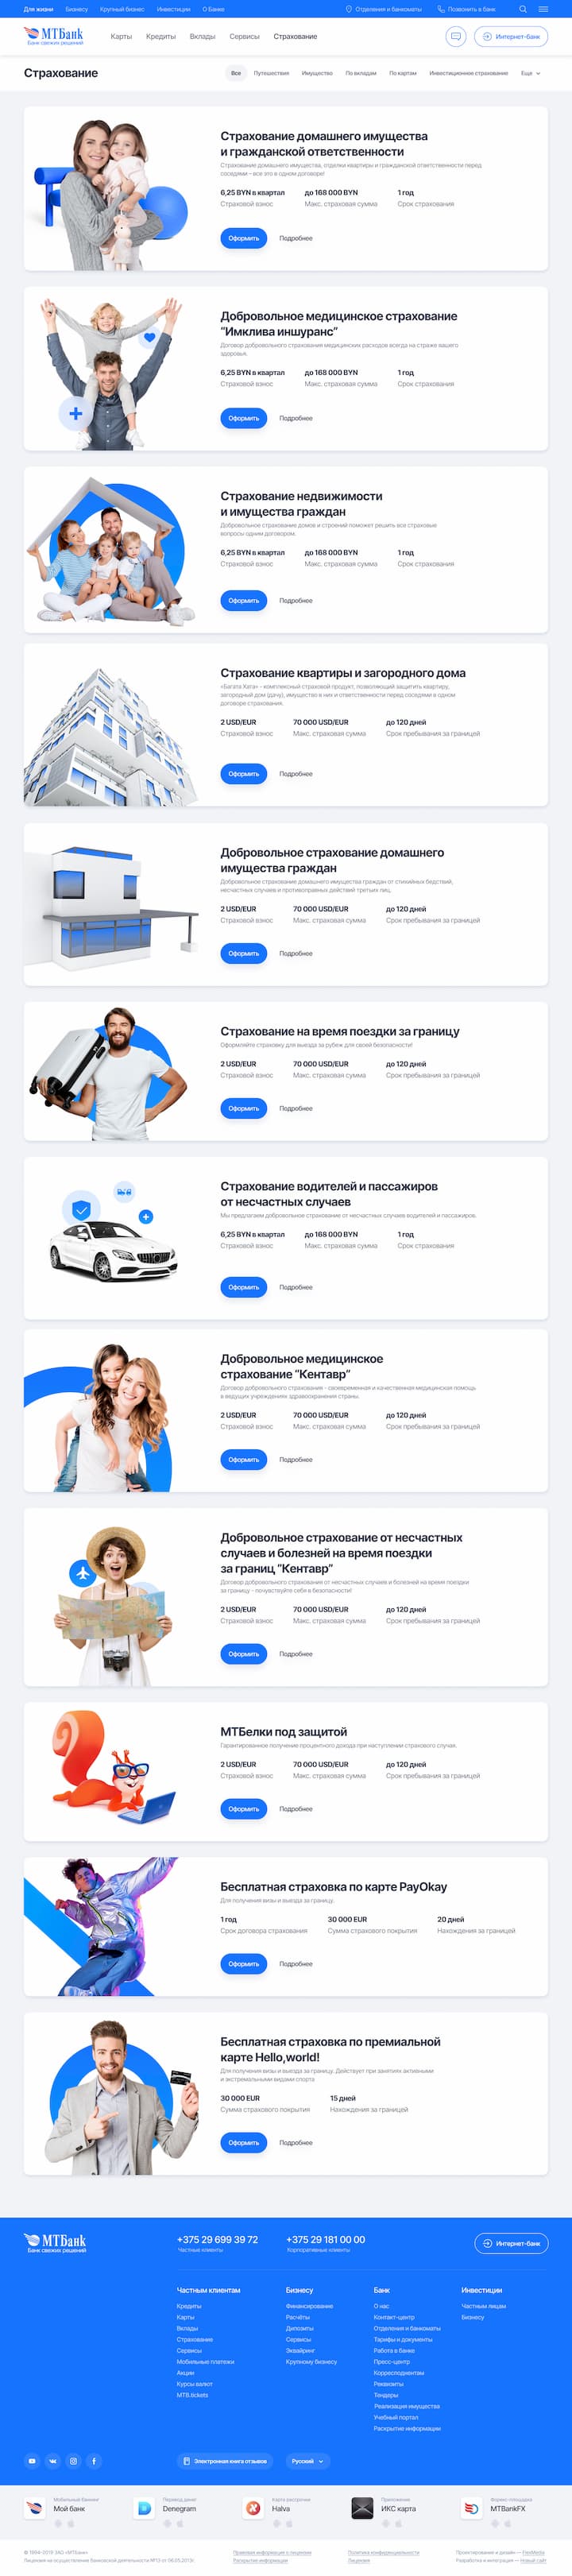 Для жизни Бизнесу Крупный бизнес Инвестиции О Банке Отделения и банкоматы Позвонить в банк
МТБанк
Банк свежих решений
Карты Кредиты Вклады Сервисы Страхование Интернет-банк
Страхование
Все Путешествия Имущество По вкладам По картам Инвестиционное страхование Еще
Страхование домашнего имущества
и гражданской ответственности
Страхование домашнего имущества, отделки квартиры и гражданской ответственности перед
соседями – все это в одном договоре!
6,25 BYN в квартал до 168 000 BYN 1 год
Страховой взнос Макс. страховая сумма Срок страхования
Оформить Подробнее
Добровольное медицинское страхование
“Имклива иншуранс”
Договор добровольного страхования медицинских расходов всегда на страже вашего
здоровья.
6,25 BYN в квартал до 168 000 BYN 1 год
Страховой взнос Макс. страховая сумма Срок страхования
Оформить Подробнее
Страхование недвижимости
и имущества граждан
Добровольное страхование домов и строений поможет решить все страховые
вопросы одним договором.
6,25 BYN в квартал до 168 000 BYN 1 год
Страховой взнос Макс. страховая сумма Срок страхования
Оформить Подробнее
Страхование квартиры и загородного дома
«Багата Хата» - комплексный страховой продукт, позволяющий защитить квартиру,
загородный дом (дачу), имущество в них и ответственности перед соседями в одном
договоре страхования.
2 USD/EUR 70 000 USD/EUR до 120 дней
Страховой взнос Макс. страховая сумма Срок пребывания за границей
Оформить Подробнее
Добровольное страхование домашнего
имущества граждан
Добровольное страхование домашнего имущества граждан от стихийных бедствий,
несчастных случаев и противоправных действий третьих лиц.
2 USD/EUR 70 000 USD/EUR до 120 дней
Страховой взнос Макс. страховая сумма Срок пребывания за границей
Оформить Подробнее
Страхование на время поездки за границу
Оформляйте страховку для выезда за рубеж для своей безопасности!
2 USD/EUR 70 000 USD/EUR до 120 дней
Страховой взнос Макс. страховая сумма Срок пребывания за границей
Оформить Подробнее
Страхование водителей и пассажиров
от несчастных случаев
Мы предлагаем добровольное страхование от несчастных случаев водителей и пассажиров.
6,25 BYN в квартал до 168 000 BYN 1 год
Страховой взнос Макс. страховая сумма Срок страхования
Оформить Подробнее
Добровольное медицинское
страхование “Кентавр”
Договор добровольного страхования - своевременная и качественная медицинская помощь
в ведущих учреждениях здравоохранения страны.
2 USD/EUR 70 000 USD/EUR до 120 дней
Страховой взнос Макс. страховая сумма Срок пребывания за границей
Оформить Подробнее
Добровольное страхование от несчастных
случаев и болезней на время поездки
за границ “Кентавр”
Договор добровольного страхования от несчастных случаев и болезней на время поездки
за границу - почувствуйте себя в безопасности!
2 USD/EUR 70 000 USD/EUR до 120 дней
Страховой взнос Макс. страховая сумма Срок пребывания за границей
Оформить Подробнее
МТБелки под защитой
Гарантированное получение процентного дохода при наступлении страхового случая.
2 USD/EUR 70 000 USD/EUR до 120 дней
Страховой взнос Макс. страховая сумма Срок пребывания за границей
Оформить Подробнее
Бесплатная страховка по карте PayOkay
Для получения визы и выезда за границу.
1 год 30 000 EUR 20 дней
Срок договора страхования Сумма страхового покрытия Нахождения за границей
Оформить Подробнее
Бесплатная страховка по премиальной
карте Hello,world!
Для получения визы и выезда за границу. Действует при занятиях активными
и экстремальными видами спорта
30 000 EUR 15 дней
Сумма страхового покрытия Нахождения за границей
Оформить Подробнее
МТБанк
Банк свежих решений
+375 29 699 39 72 +375 29 181 00 00 Интернет-банк
Частные клиенты Корпоративные клиенты
Частным клиентам Бизнесу Банк Инвестиции
Кредиты Финансирование О нас Частным лицам
Карты Расчёты Контакт-центр Бизнесу
Вклады Депозиты Отделения и банкоматы
Страхование Сервисы Тарифы и документы
Сервисы Эквайринг Работа в банке
Мобильные платежи Крупному бизнесу Пресс-центр
Акции Корреспондентам
Курсы валют Реквизиты
MTB.tickets Тендеры
Реализация имущества
Учебный портал
Раскрытие информации
Электронная книга отзывов Русский
Мобильный банкинг Перевод денег Карта рассрочки Приложение Форекс-площадка
Мой банк Denegram Halva ИКС карта MTBankFX
© 1994-2019 ЗАО «МТБанк» Правовая информация о лицензии Политика конфиденциальности Проектирование и дизайн —
Лицензия на осуществление банковской деятельности №13 от 06.05.2013г. Раскрытие информации Лицензия Разработка и интеграция — Новый сайт